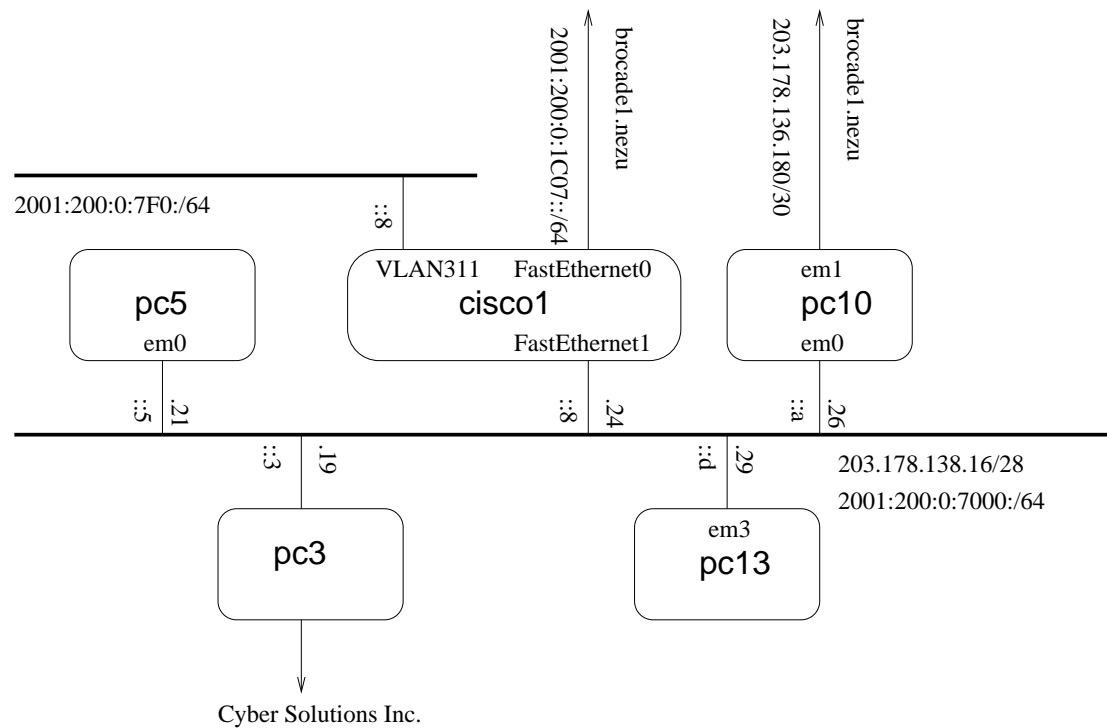 brocade1.nezu
2001:200:0:1C07::/64
brocade1.nezu
203.178.136.180/30
2001:200:0:7F0:/64
::8
VLAN311
FastEthernet0
cisco1
FastEthernet1
pc5
em0
em1
pc10
em0
::5
.21
::8
.24
::a
.26
::3
.19
::d
.29
203.178.138.16/28
2001:200:0:7000:/64
pc3
em3
pc13
Cyber Solutions Inc.